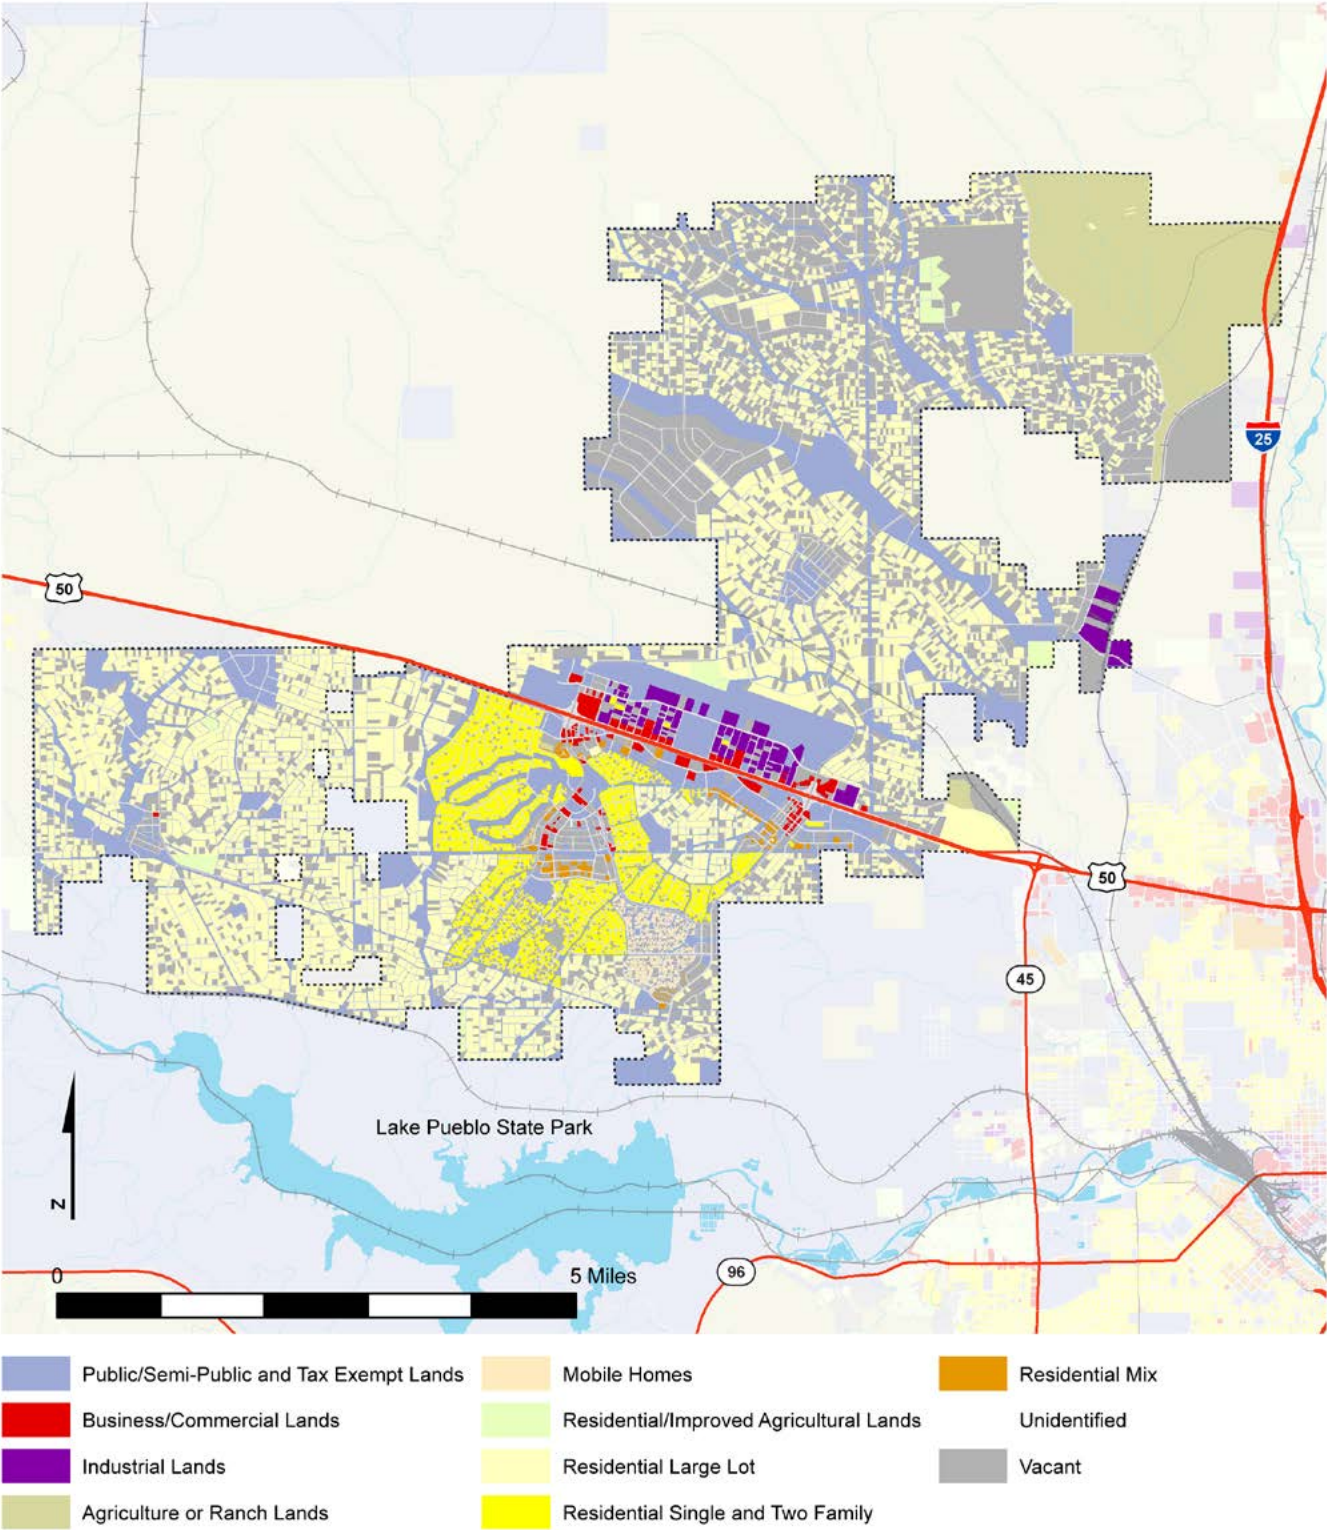 25
50
50
45
Lake Pueblo State Park
N
0
5 Miles
96
Public/Semi-Public and Tax Exempt Lands
Business/Commercial Lands
Industrial Lands
Agriculture or Ranch Lands
Mobile Homes
Residential/Improved Agricultural Lands
Residential Large Lot
Residential Single and Two Family
Residential Mix
Unidentified
Vacant